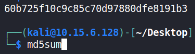 60b725f10c9c85c70d97880dfe8191b3
┌──(kali@10.15.6.128)-[~/Desktop]
└─$ md5sum